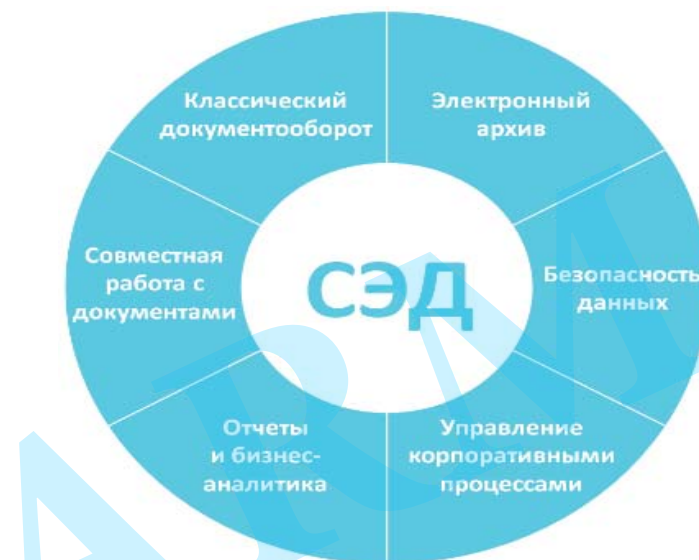 Классический
документооборот
Электронный
архив
Безопасность
данных
Управление
корпоративными
процессами
Отчеты
и бизнес-
аналитика
Совместная
работа с
документами
СЭД